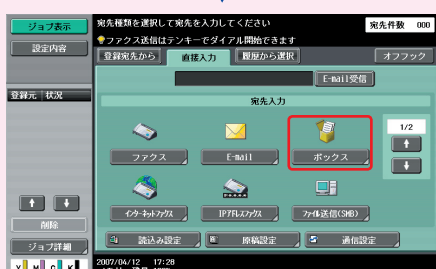 ジョブ表示
設定内容
宛先種類を選択して宛先を入力してください
ファクス送信はテンキーでダイアル開始できます
宛先件数 000
登録宛先から
直接入力
履歴から選択
オフフック
E-mail受信
登録元 状況
宛先入力
ファクス
E-mail
ボックス
1/2
インターネットファクス
IPアドレスファクス
ファイル送信(SMB)
削除
ジョブ詳細
読込み設定
原稿設定
通信設定
2007/04/12 17:28
Y M C K